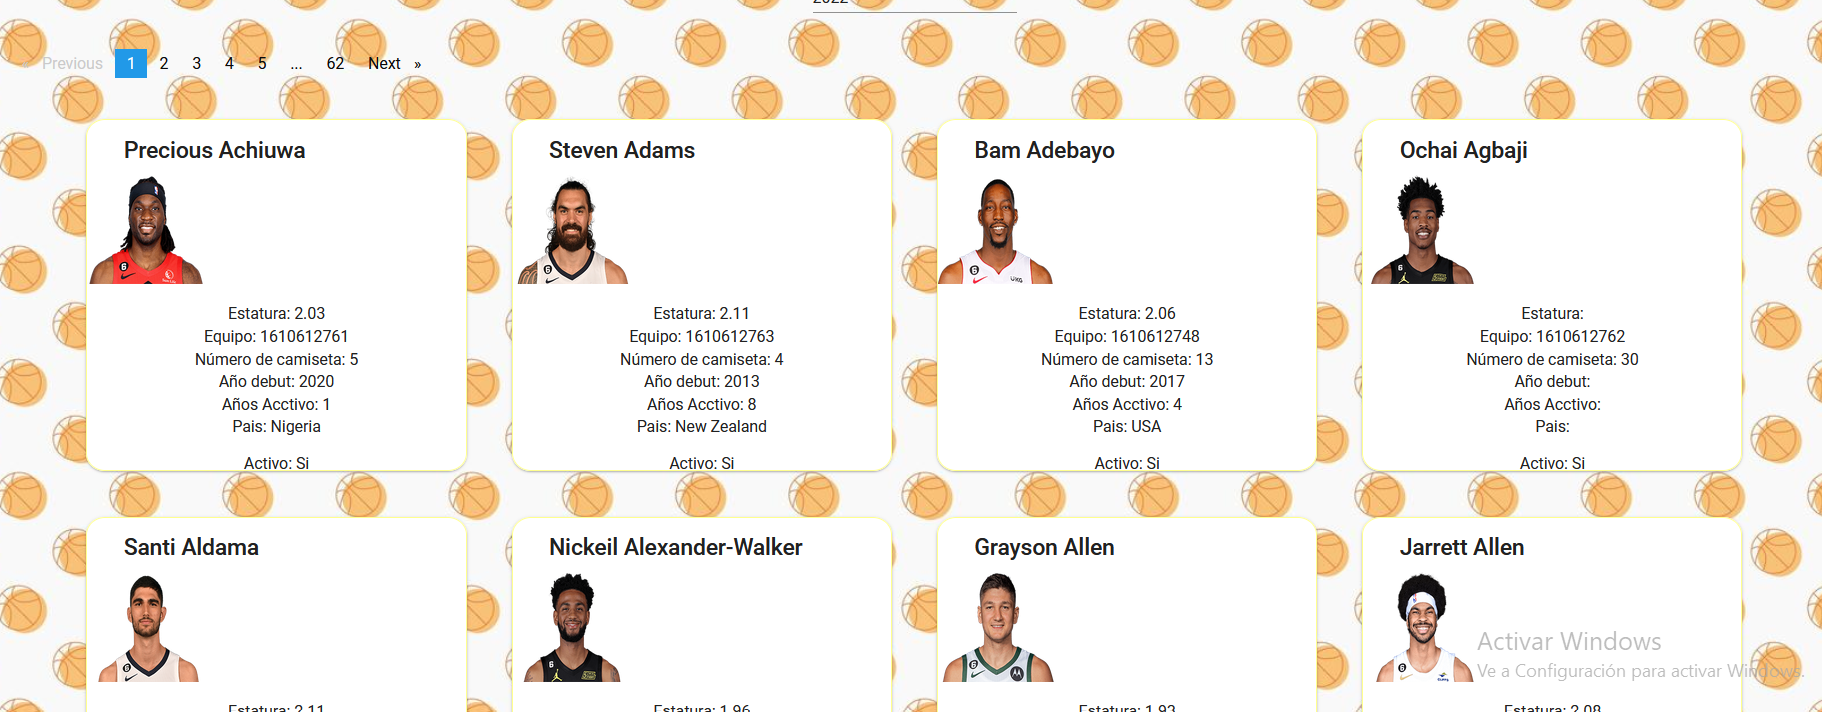 2022
« Previous 1 2 3 4 5 ... 62 Next »
Precious Achiuwa
Steven Adams
Bam Adebayo
Ochai Agbaji
Estatura: 2.03
Equipo: 1610612761
Número de camiseta: 5
Año debut: 2020
Años Acctivo: 1
Pais: Nigeria
Activo: Si
Estatura: 2.11
Equipo: 1610612763
Número de camiseta: 4
Año debut: 2013
Años Acctivo: 8
Pais: New Zealand
Activo: Si
Estatura: 2.06
Equipo: 1610612748
Número de camiseta: 13
Año debut: 2017
Años Acctivo: 4
Pais: USA
Activo: Si
Estatura:
Equipo: 1610612762
Número de camiseta: 30
Año debut:
Años Acctivo:
Pais:
Activo: Si
Santi Aldama
Nickeil Alexander-Walker
Grayson Allen
Jarrett Allen
Estatura: 2.11
Estatura: 1.96
Estatura: 1.93
Estatura: 2.08
Activar Windows
Ve a Configuración para activar Windows.